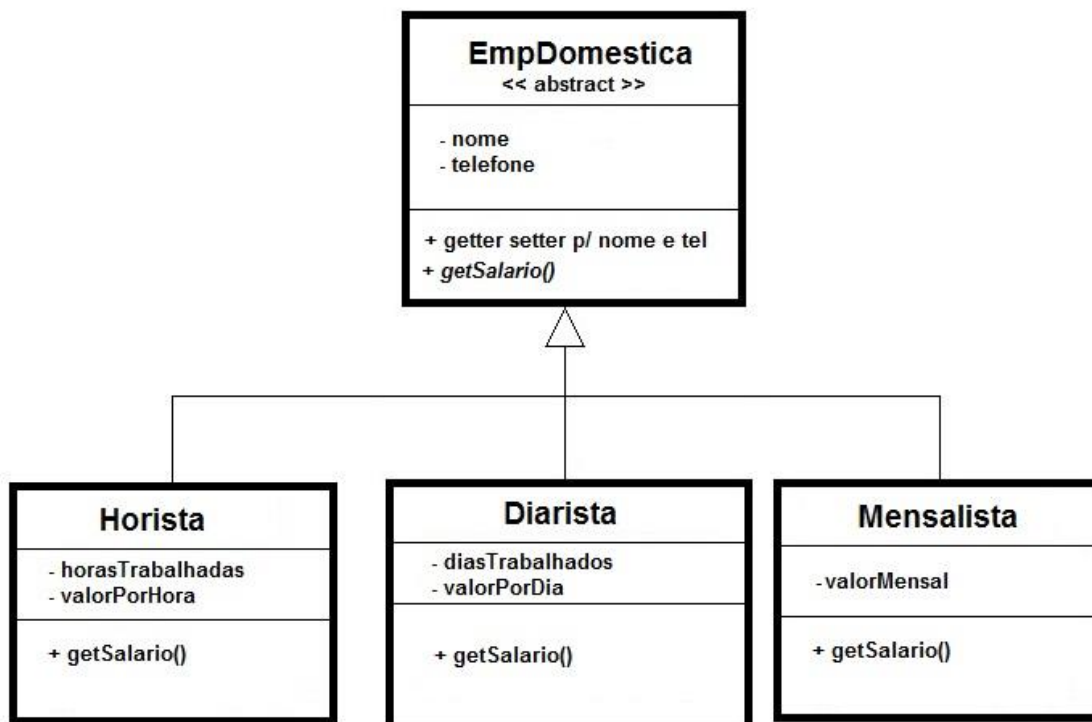 EmpDomestica
<< abstract >>
- nome
- telefone
+ getter setter p/ nome e tel
+ getSalario()
Horista
- horasTrabalhadas
- valorPorHora
+ getSalario()
Diarista
- diasTrabalhados
- valorPorDia
+ getSalario()
Mensalista
-valorMensal
+ getSalario()